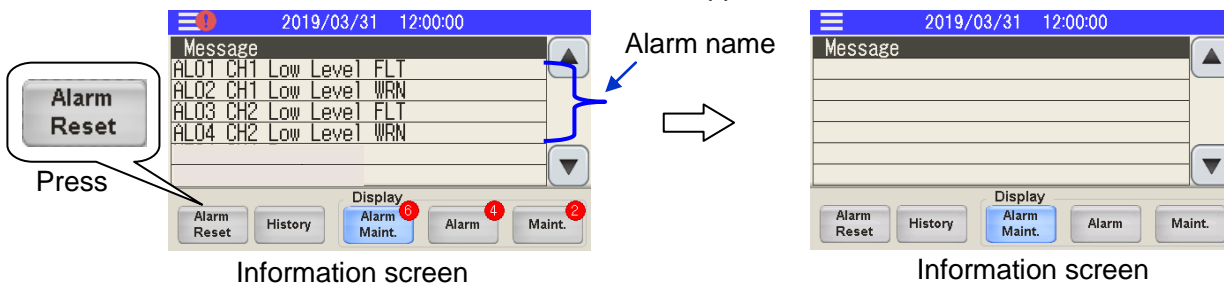 2019/03/31 12:00:00
Message
AL01 CH1 Low Level FLT
AL02 CH1 Low Level WRN
AL03 CH2 Low Level FLT
AL04 CH2 Low Level WRN
Alarm name
Alarm
Reset
Press
Display
Alarm
Reset
History
Alarm
Maint.
6
Alarm
4
Maint.
2
Information screen
2019/03/31 12:00:00
Message
Display
Alarm
Reset
History
Alarm
Maint.
Alarm
Maint.
Information screen